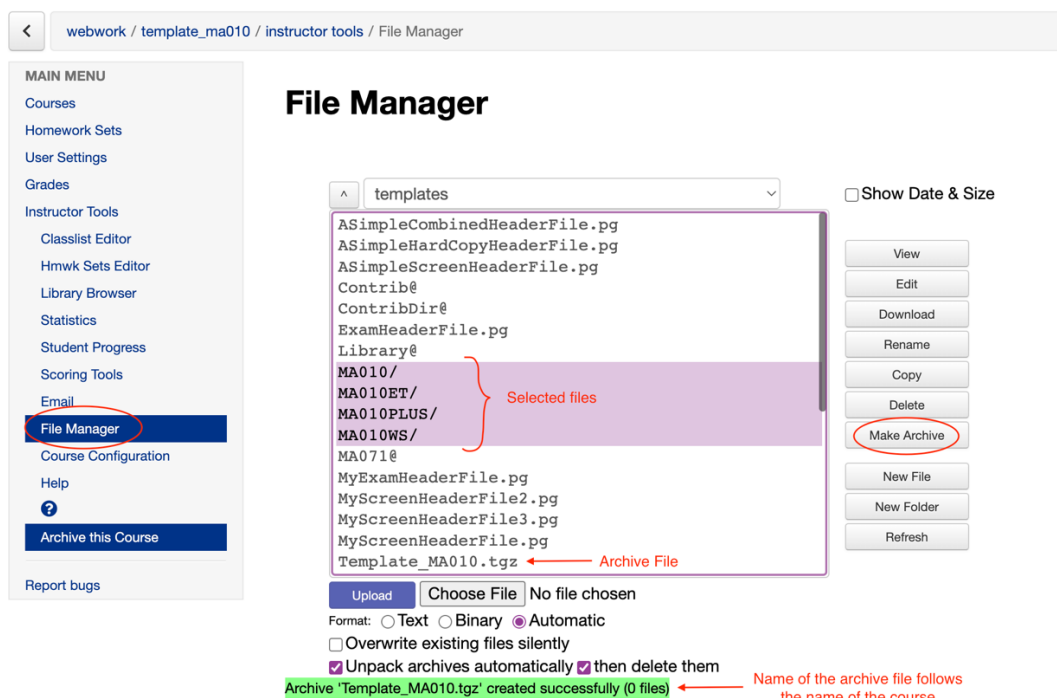 webwork / template_ma010 / instructor tools / File Manager
MAIN MENU
Courses
Homework Sets
User Settings
Grades
Instructor Tools
Classlist Editor
Hmwk Sets Editor
Library Browser
Statistics
Student Progress
Scoring Tools
Email
File Manager
Course Configuration
Help
?
Archive this Course
Report bugs
File Manager
^ templates
Show Date & Size
ASimpleCombinedHeaderFile.pg
ASimpleHardCopyHeaderFile.pg
ASimpleScreenHeaderFile.pg
Contrib@
ContribDir@
ExamHeaderFile.pg
Library@
MA010/
MA010ET/
MA010PLUS/
MA010WS/
MA071@
MyExamHeaderFile.pg
MyScreenHeaderFile2.pg
MyScreenHeaderFile3.pg
MyScreenHeaderFile.pg
Template_MA010.tgz
Selected files
Archive File
View
Edit
Download
Rename
Copy
Delete
Make Archive
New File
New Folder
Refresh
Upload Choose File No file chosen
Format: Text Binary Automatic
Overwrite existing files silently
Unpack archives automatically then delete them
Archive 'Template_MA010.tgz' created successfully (0 files)
Name of the archive file follows
the name of the course